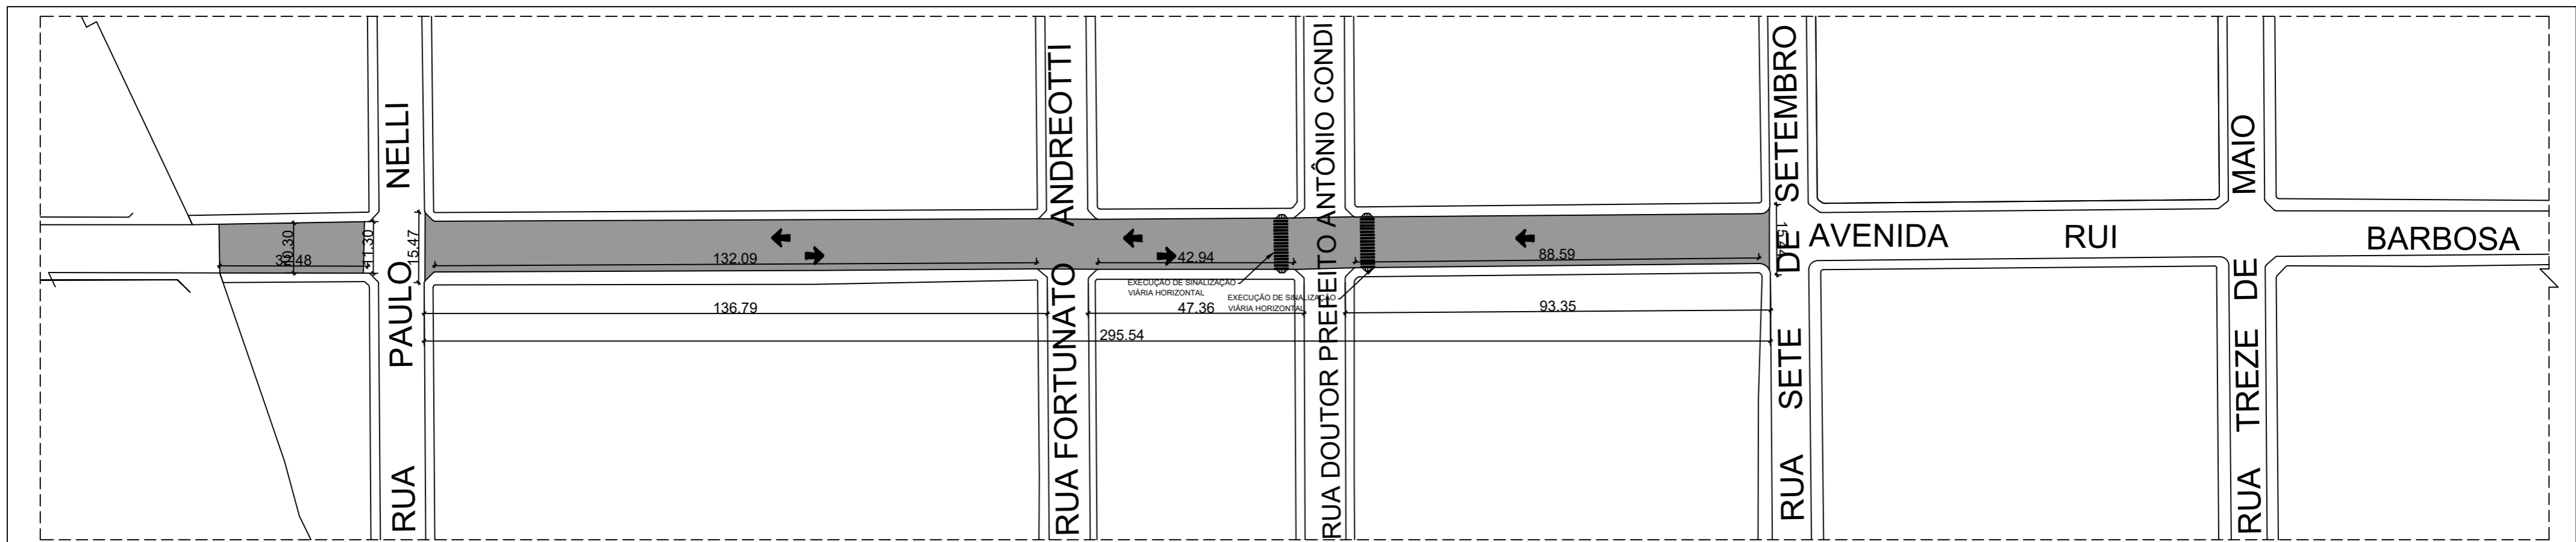 RUA PAULO NELLI
RUA FORTUNATO ANDREOTTI
RUA DOUTOR PREFEITO ANTÔNIO CONDI
RUA SETE DE SETEMBRO
AVENIDA RUI BARBOSA
RUA TREZE DE MAIO
10.30
11.30
15.47
132.09
42.94
88.59
EXECUÇÃO DE SINALIZAÇÃO
VIÁRIA HORIZONTAL
EXECUÇÃO DE SINALIZAÇÃO
VIÁRIA HORIZONTAL
136.79
47.36
93.35
295.54